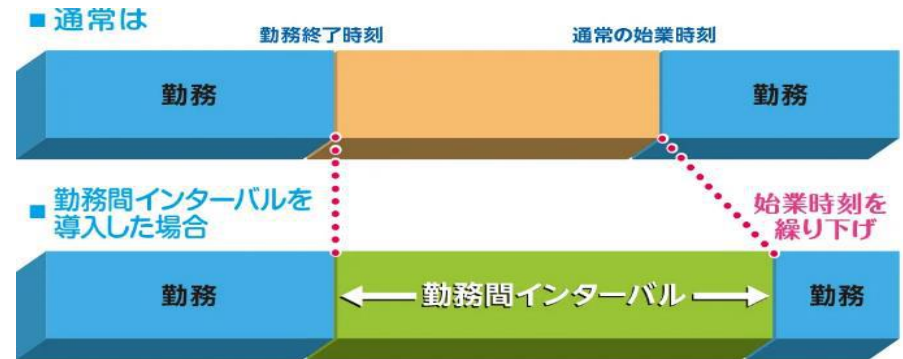 ■通常は
勤務終了時刻
通常の始業時刻
勤務
勤務
■勤務間インターバルを
導入した場合
始業時刻を
繰り下げ
勤務
勤務間インターバル
勤務